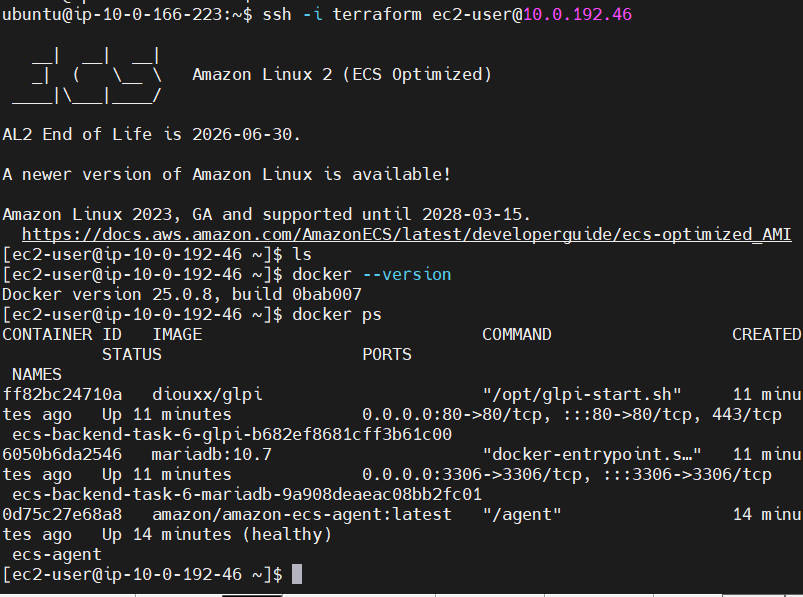 ubuntu@ip-10-0-166-223:~$ ssh -i terraform ec2-user@10.0.192.46
   __|  __|  __|
   _|  (   \__ \   Amazon Linux 2 (ECS Optimized)
 ____|\___|____/
AL2 End of Life is 2026-06-30.
A newer version of Amazon Linux is available!
Amazon Linux 2023, GA and supported until 2028-03-15.
  https://docs.aws.amazon.com/AmazonECS/latest/developerguide/ecs-optimized_AMI
[ec2-user@ip-10-0-192-46 ~]$ ls
[ec2-user@ip-10-0-192-46 ~]$ docker --version
Docker version 25.0.8, build 0bab007
[ec2-user@ip-10-0-192-46 ~]$ docker ps
CONTAINER ID   IMAGE                            COMMAND                  CREATED
          STATUS                    PORTS
 NAMES
ff82bc24710a   diouxx/glpi                      "/opt/glpi-start.sh"     11 minu
tes ago   Up 11 minutes             0.0.0.0:80->80/tcp, :::80->80/tcp, 443/tcp
 ecs-backend-task-6-glpi-b682ef8681cff3b61c00
6050b6da2546   mariadb:10.7                     "docker-entrypoint.s…"   11 minu
tes ago   Up 11 minutes             0.0.0.0:3306->3306/tcp, :::3306->3306/tcp
 ecs-backend-task-6-mariadb-9a908deaeac08bb2fc01
0d75c27e68a8   amazon/amazon-ecs-agent:latest   "/agent"                 14 minu
tes ago   Up 14 minutes (healthy)
 ecs-agent
[ec2-user@ip-10-0-192-46 ~]$